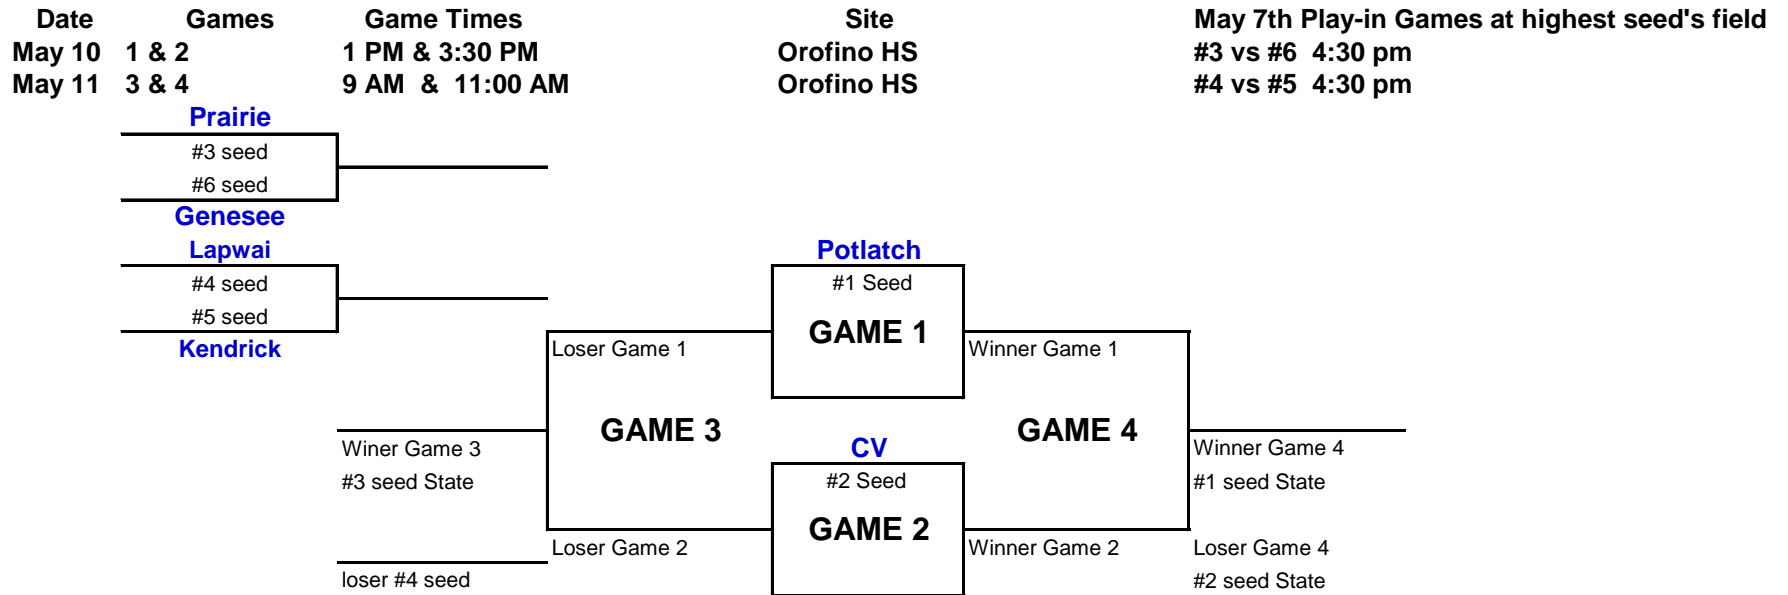 Date Games Game Times Site May 7th Play-in Games at highest seed's field
May 10 1 & 2 1 PM & 3:30 PM Orofino HS #3 vs #6 4:30 pm
May 11 3 & 4 9 AM & 11:00 AM Orofino HS #4 vs #5 4:30 pm
Prairie
#3 seed
#6 seed
Genesee
Lapwai Potlatch
#4 seed #1 Seed
#5 seed
GAME 1
Kendrick Loser Game 1 Winner Game 1
GAME 3 GAME 4
Winer Game 3 CV Winner Game 4
#3 seed State #2 Seed #1 seed State
GAME 2
Loser Game 2 Winner Game 2 Loser Game 4
loser #4 seed #2 seed State